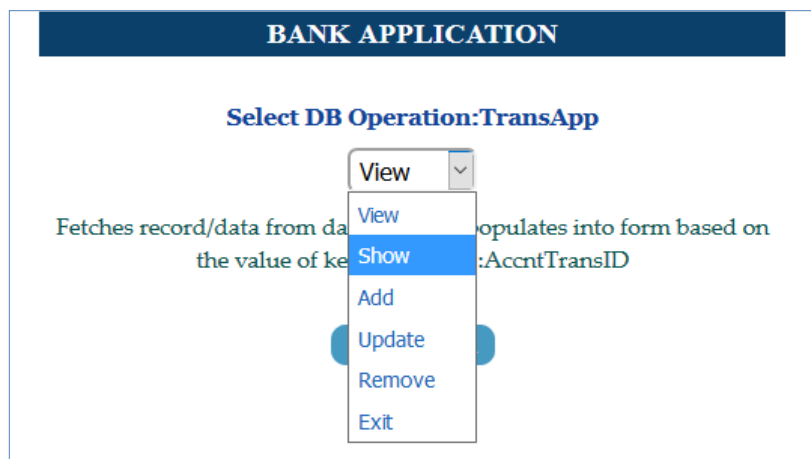 BANK APPLICATION
Select DB Operation:TransApp
View
View
Fetches record/data from da opulates into form based on
Show
the value of ke :AccntTransID
Add
Update
Remove
Exit